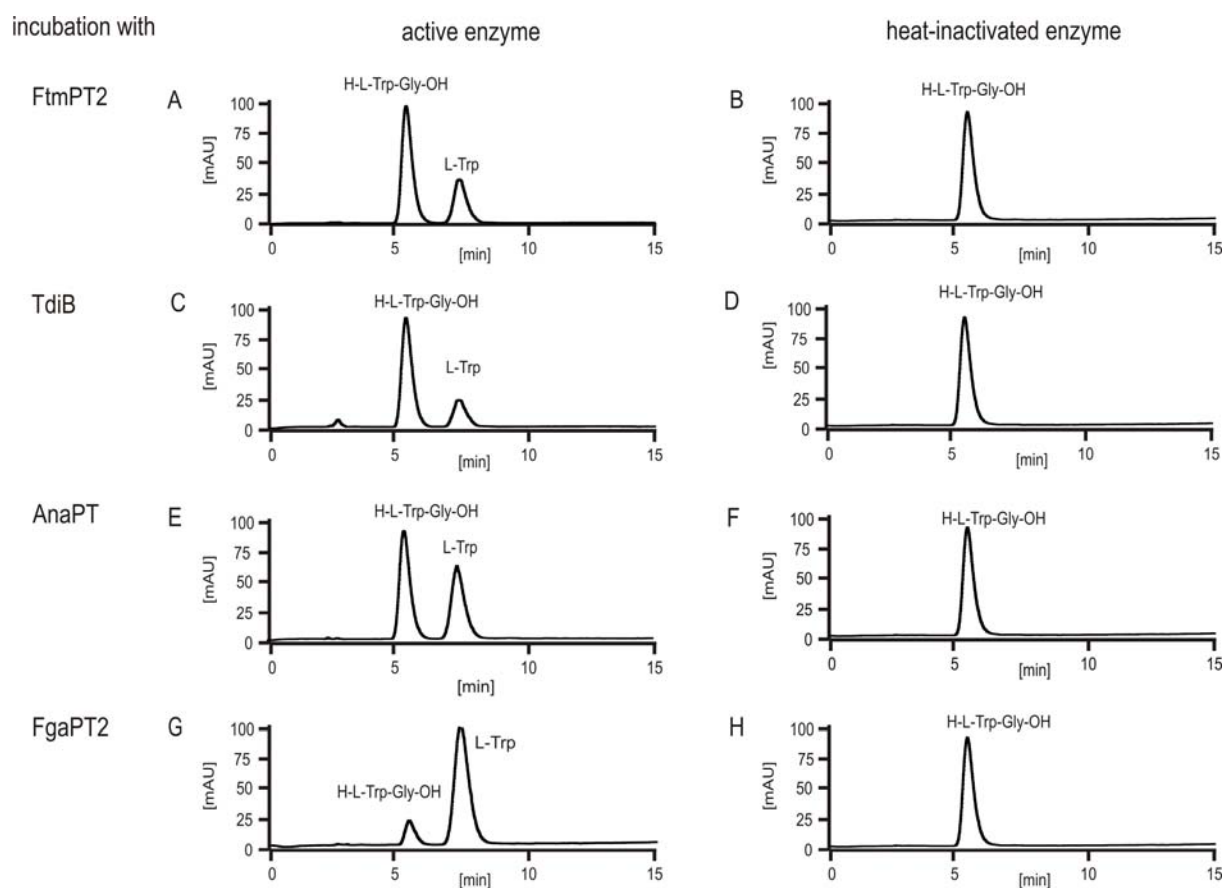 incubation with
active enzyme
heat-inactivated enzyme
FtmPT2
A
H-L-Trp-Gly-OH
L-Trp
[mAU]
100
75
50
25
0
0 5 10 15
[min]
B
H-L-Trp-Gly-OH
[mAU]
100
75
50
25
0
0 5 10 15
[min]
TdiB
C
H-L-Trp-Gly-OH
L-Trp
[mAU]
100
75
50
25
0
0 5 10 15
[min]
D
H-L-Trp-Gly-OH
[mAU]
100
75
50
25
0
0 5 10 15
[min]
AnaPT
E
H-L-Trp-Gly-OH
L-Trp
[mAU]
100
75
50
25
0
0 5 10 15
[min]
F
H-L-Trp-Gly-OH
[mAU]
100
75
50
25
0
0 5 10 15
[min]
FgaPT2
G
L-Trp
H-L-Trp-Gly-OH
[mAU]
100
75
50
25
0
0 5 10 15
[min]
H
H-L-Trp-Gly-OH
[mAU]
100
75
50
25
0
0 5 10 15
[min]